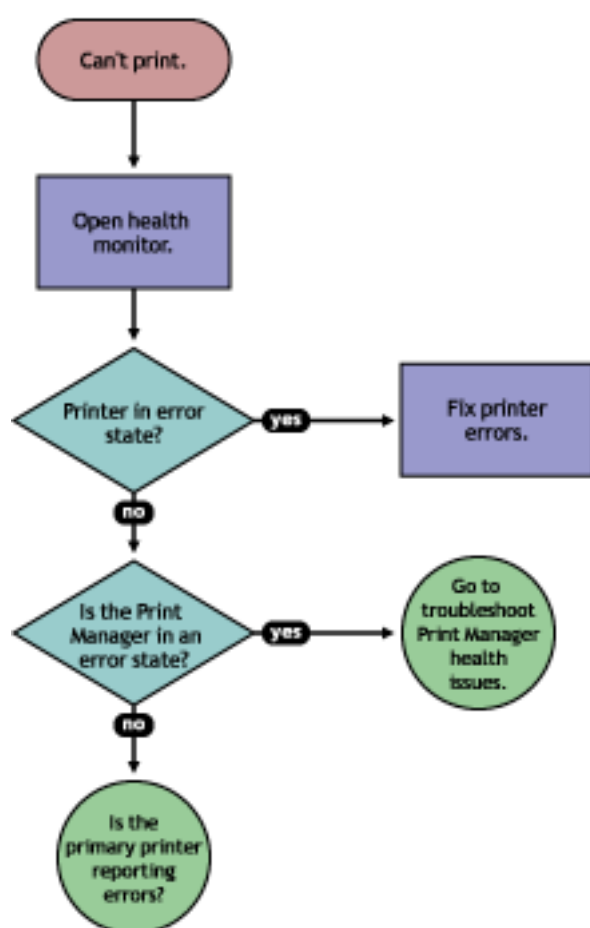 Can't print.
Open health
monitor.
Printer in error
state?
yes
Fix printer
errors.
no
Is the Print
Manager in an
error state?
yes
Go to
troubleshoot
Print Manager
health
issues.
no
Is the
primary printer
reporting
errors?